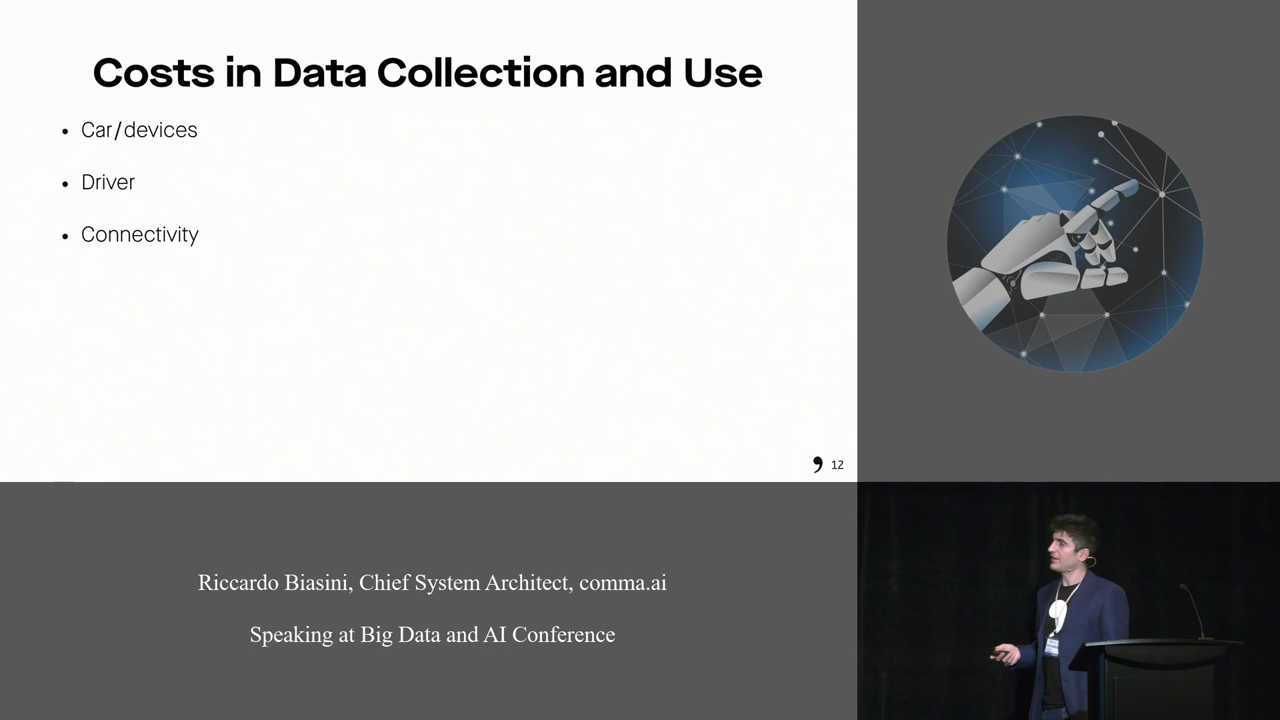 Costs in Data Collection and Use
• Car/devices
• Driver
• Connectivity
12
Riccardo Biasini, Chief System Architect, comma.ai
Speaking at Big Data and AI Conference